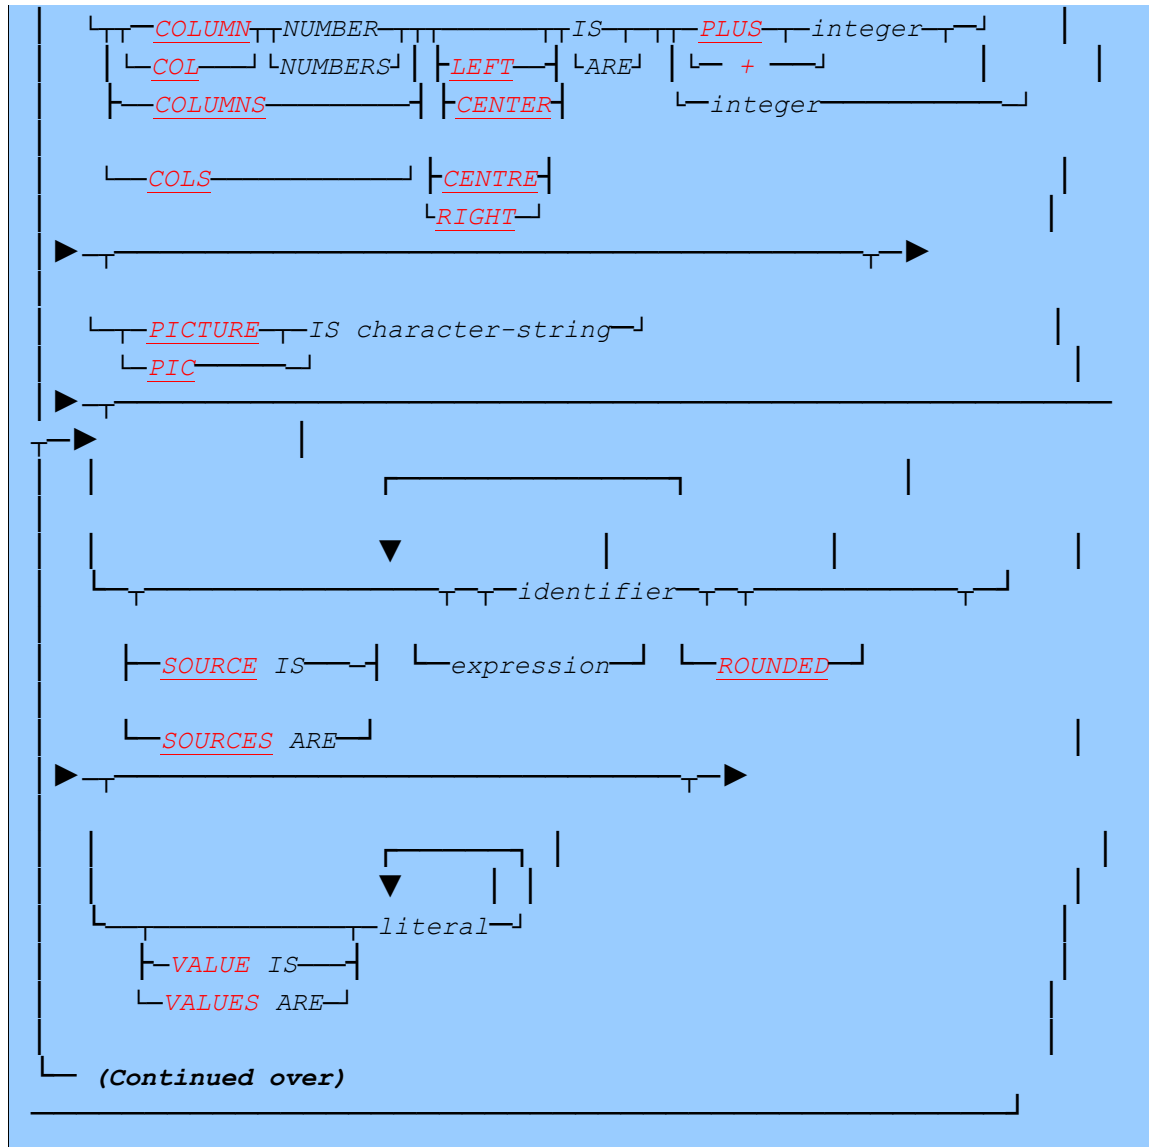 COLUMN NUMBER IS PLUS integer
COL NUMBERS LEFT ARE +
COLUMNS CENTER integer
COLS CENTRE
RIGHT
PICTURE IS character-string
PIC
identifier
SOURCE IS expression ROUNDED
SOURCES ARE
literal
VALUE IS
VALUES ARE
(Continued over)